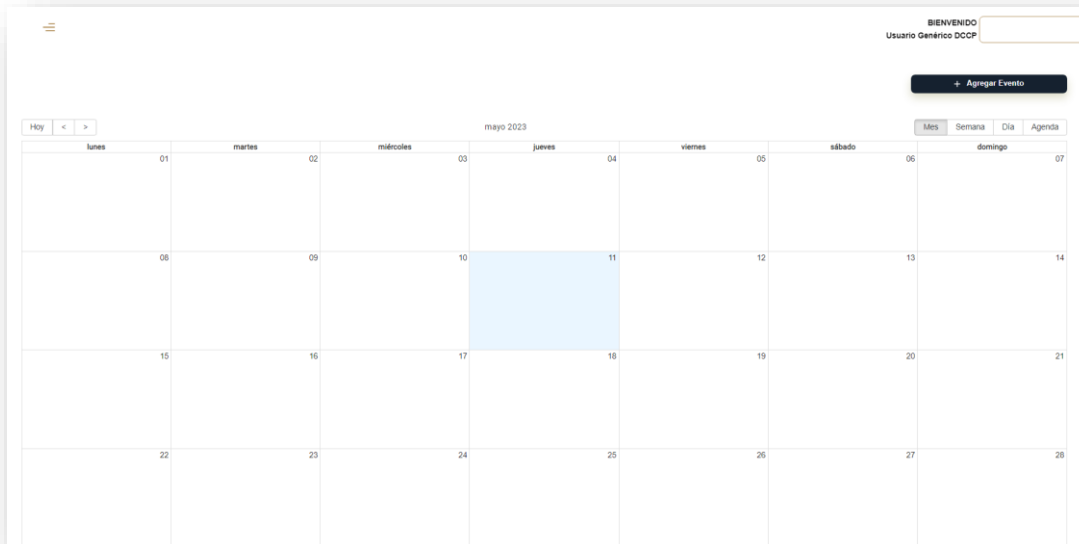 BIENVENIDO
Usuario Genérico DCCP
+ Agregar Evento
Hoy < > mayo 2023 Mes Semana Día Agenda
lunes martes miércoles jueves viernes sábado domingo
01 02 03 04 05 06 07
08 09 10 11 12 13 14
15 16 17 18 19 20 21
22 23 24 25 26 27 28